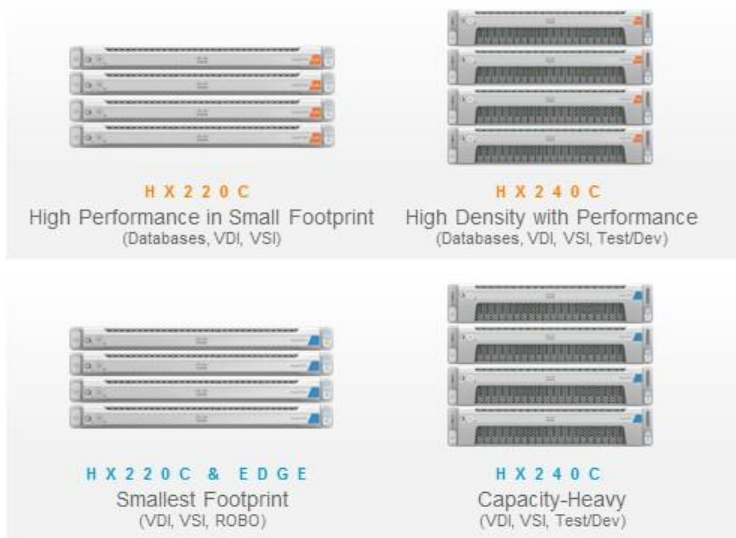 HX220C
High Performance in Small Footprint
(Databases, VDI, VSI)
HX240C
High Density with Performance
(Databases, VDI, VSI, Test/Dev)
HX220C & EDGE
Smallest Footprint
(VDI, VSI, ROBO)
HX240C
Capacity-Heavy
(VDI, VSI, Test/Dev)